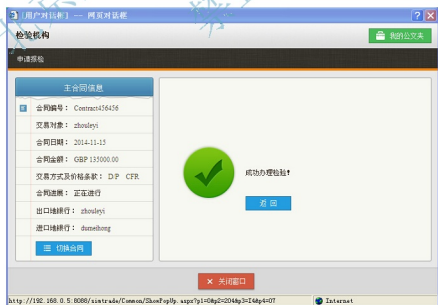 [用户对话框] -- 网页对话框
检验机构
我的公文夹
申请报检
主合同信息
合同编号： Contract456456
交易对象： zhouleyi
合同日期： 2014-11-15
合同金额： GBP 135000.00
交易方式及价格条款： D/P CFR
合同进展： 正在进行
出口地银行： zhouleyi
进口地银行： dumeihong
切换合同
成功办理检验!
返 回
关闭窗口
http://192.168.0.5:8088/simtrade/Common/ShowPopUp.aspx?p1=0&p2=204&p3=I4&p4=07
Internet